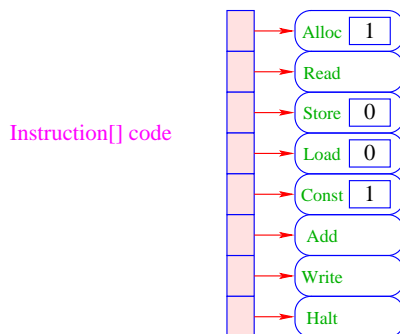 Alloc 1
Read
Store 0
Instruction[] code
Load 0
Const 1
Add
Write
Halt